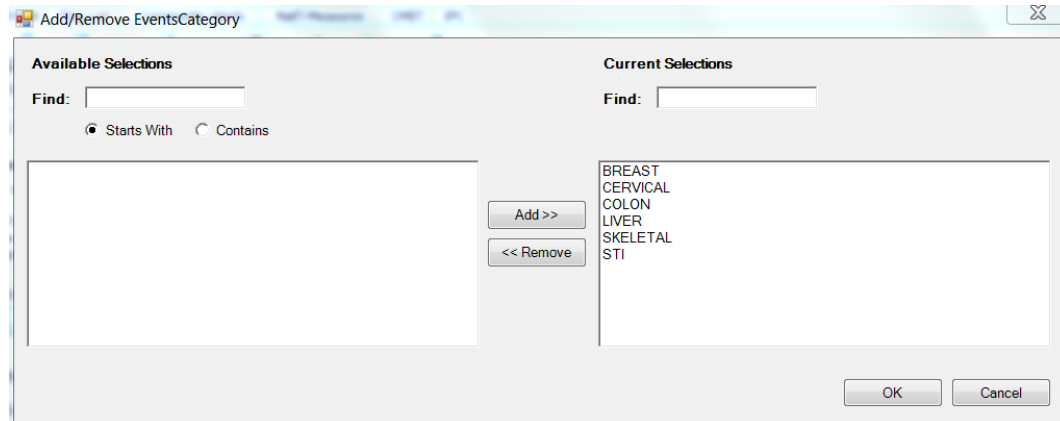 Add/Remove EventsCategory
Available Selections
Find:
Starts With Contains
Current Selections
Find:
Add >>
<< Remove
BREAST
CERVICAL
COLON
LIVER
SKELETAL
STI
OK Cancel